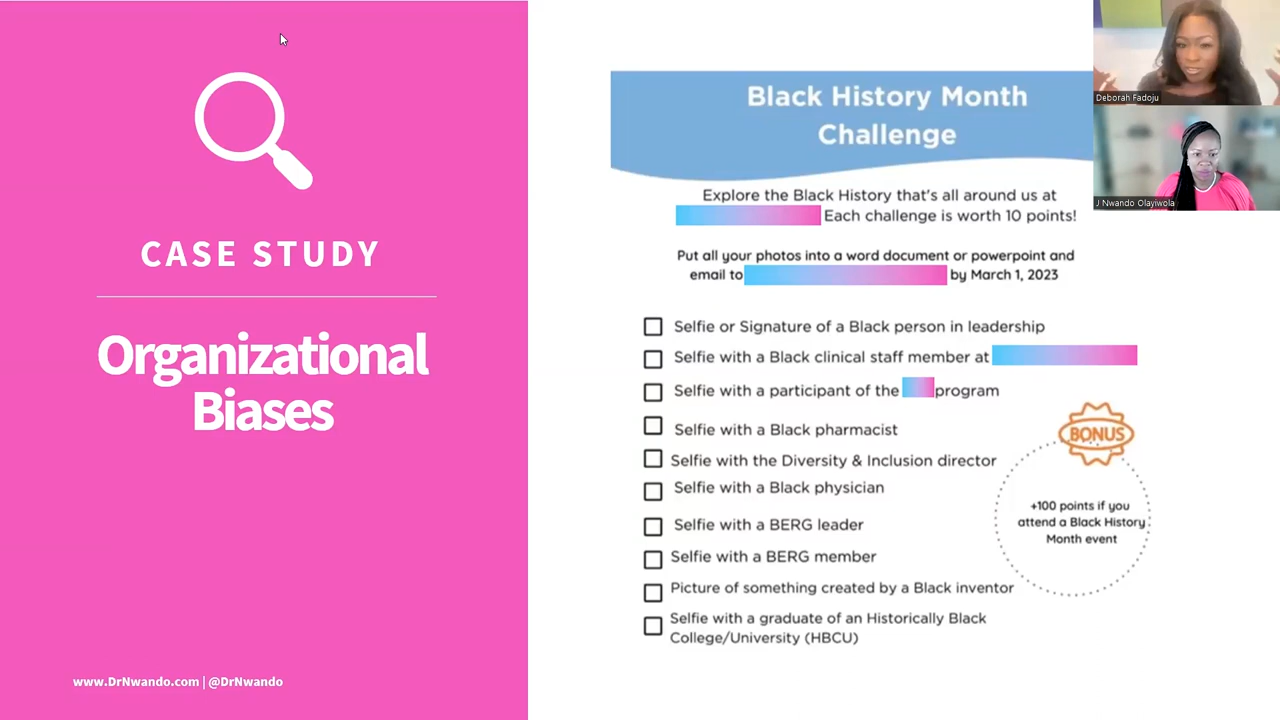 CASE STUDY
Organizational
Biases
www.DrNwando.com | @DrNwando
Black History Month
Challenge
Explore the Black History that's all around us at
Each challenge is worth 10 points!
Put all your photos into a word document or powerpoint and
email to by March 1, 2023
Selfie or Signature of a Black person in leadership
Selfie with a Black clinical staff member at
Selfie with a participant of the program
Selfie with a Black pharmacist
Selfie with the Diversity & Inclusion director
Selfie with a Black physician
Selfie with a BERG leader
Selfie with a BERG member
Picture of something created by a Black inventor
Selfie with a graduate of an Historically Black
College/University (HBCU)
BONUS
+100 points if you
attend a Black History
Month event
Deborah Fadoju
J Nwando Olayiwola